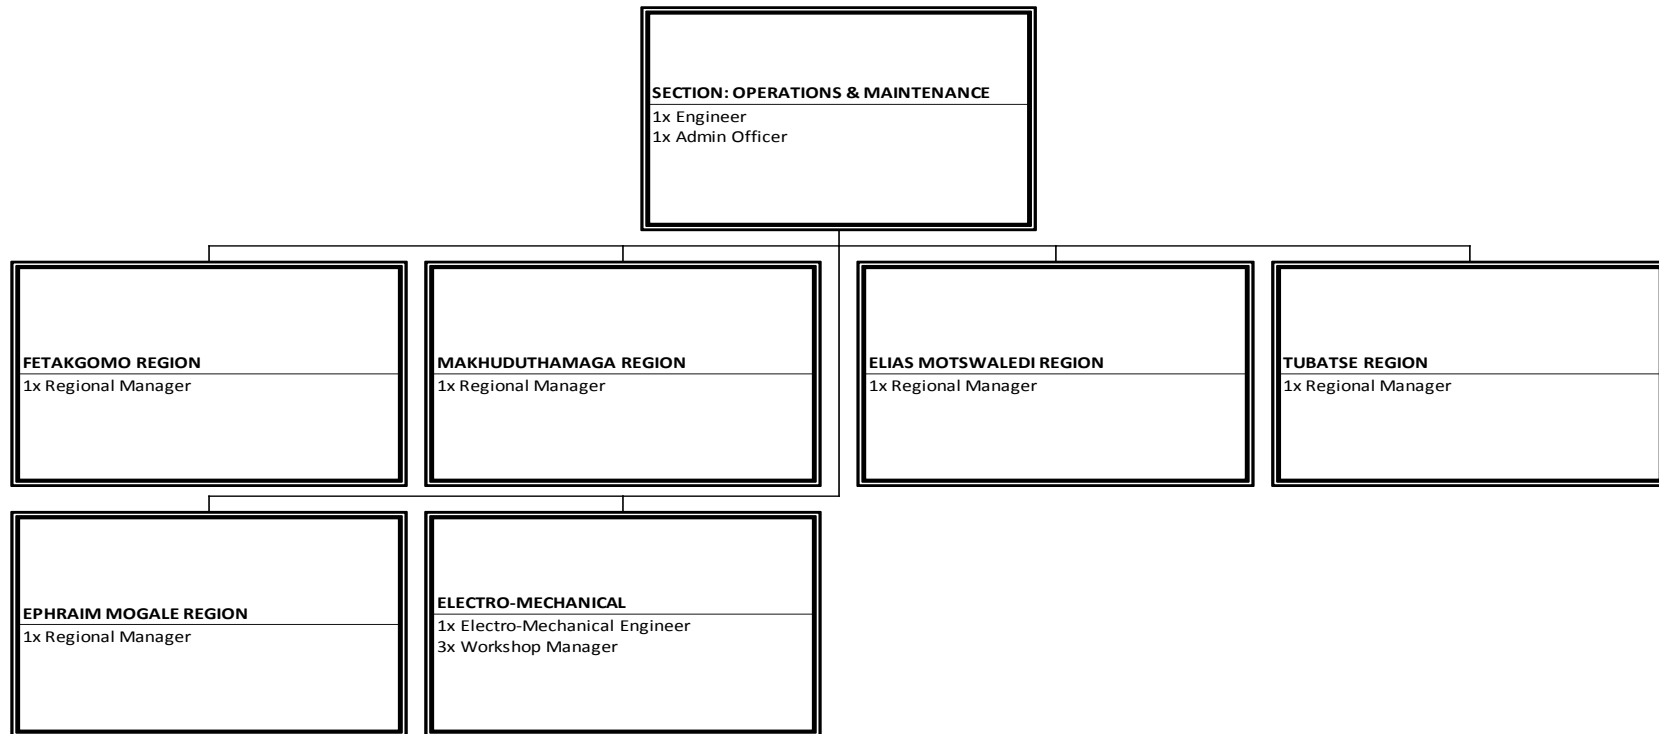 SECTION: OPERATIONS & MAINTENANCE
1x Engineer
1x Admin Officer
FETAKGOMO REGION
1x Regional Manager
MAKHUDUTHAMAGA REGION
1x Regional Manager
ELIAS MOTSWALEDI REGION
1x Regional Manager
TUBATSE REGION
1x Regional Manager
EPHRAIM MOGALE REGION
1x Regional Manager
ELECTRO-MECHANICAL
1x Electro-Mechanical Engineer
3x Workshop Manager